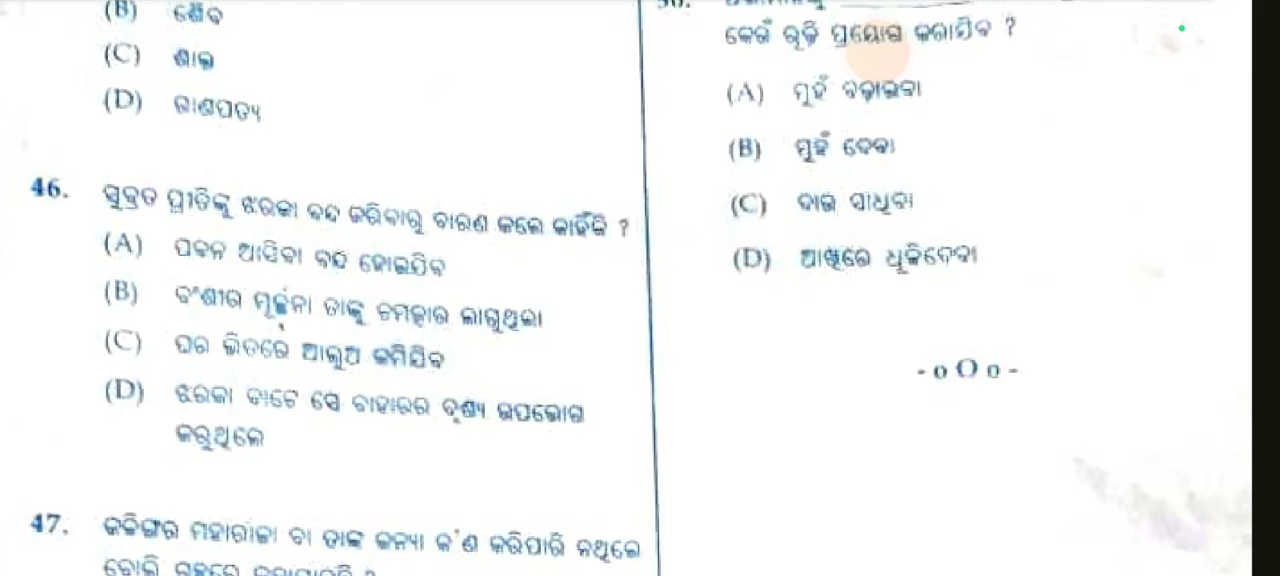 (B) ଶୈବ
(C) ଶାକ୍ତ
(D) ଗାଣପତ୍ୟ
46. ସୁବ୍ରତ ପ୍ରୀତିଙ୍କୁ ଝରକା ବନ୍ଦ କରିବାରୁ ବାରଣ କଲେ କାହିଁକି ?
(A) ପବନ ଆସିବା ବନ୍ଦ ହୋଇଯିବ
(B) ବଂଶୀର ମୂର୍ଚ୍ଛନା ତାଙ୍କୁ ଚମତ୍କାର ଲାଗୁଥିଲା
(C) ଘର ଭିତରେ ଆଲୁଅ କମିଯିବ
(D) ଝରକା ବାଟେ ସେ ବାହାରର ଦୃଶ୍ୟ ଉପଭୋଗ
କରୁଥିଲେ
47. କଳିଙ୍ଗର ମହାରାଜା ବା ତାଙ୍କ କନ୍ୟା କ'ଣ କରିପାରି ନଥିଲେ
ବୋଲି
କେଉଁ ରୂଢ଼ି ପ୍ରୟୋଗ କରାଯିବ ?
(A) ମୁହଁ ବଢ଼ାଇବା
(B) ମୁହଁ ଦେବା
(C) ଦାଉ ସାଧିବା
(D) ଆଖିରେ ଧୂଳିଦେବା
- o O o -